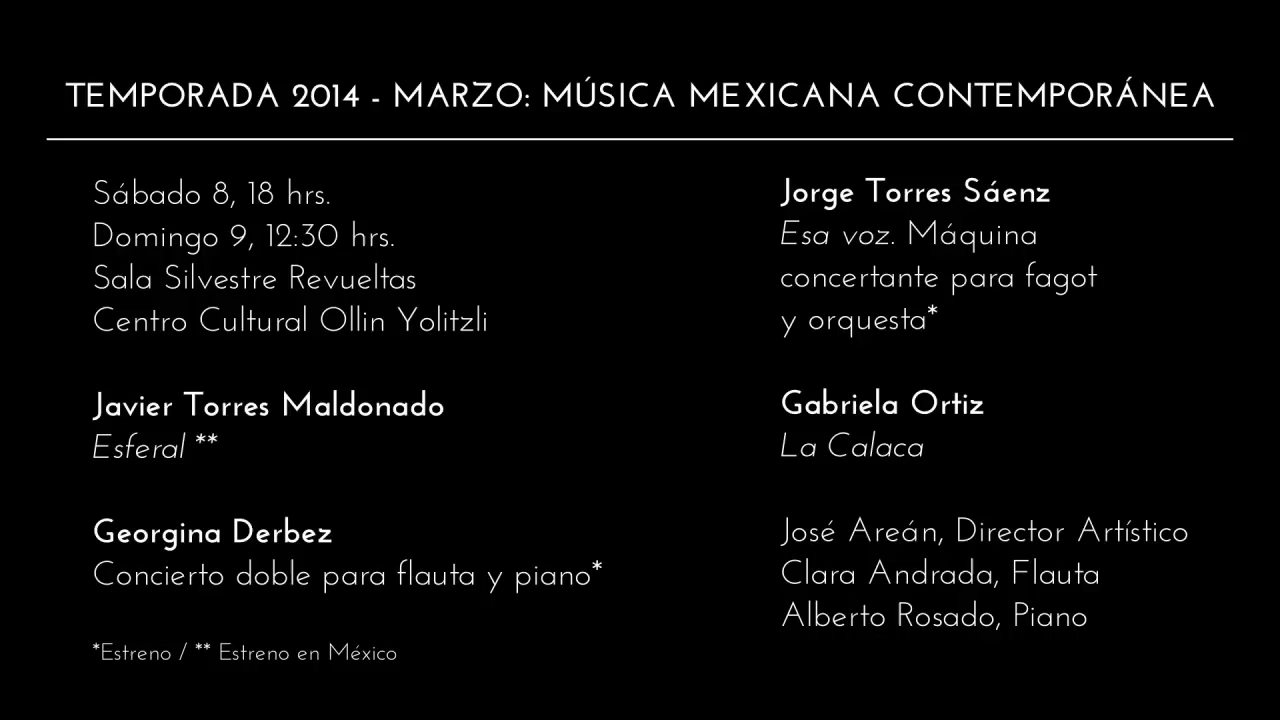 TEMPORADA 2014 - MARZO: MÚSICA MEXICANA CONTEMPORÁNEA
Sábado 8, 18 hrs.
Domingo 9, 12:30 hrs.
Sala Silvestre Revueltas
Centro Cultural Ollin Yolitzli
Javier Torres Maldonado
Esferal **
Georgina Derbez
Concierto doble para flauta y piano*
*Estreno / ** Estreno en México
Jorge Torres Sáenz
Esa voz. Máquina
concertante para fagot
y orquesta*
Gabriela Ortiz
La Calaca
José Areán, Director Artístico
Clara Andrada, Flauta
Alberto Rosado, Piano